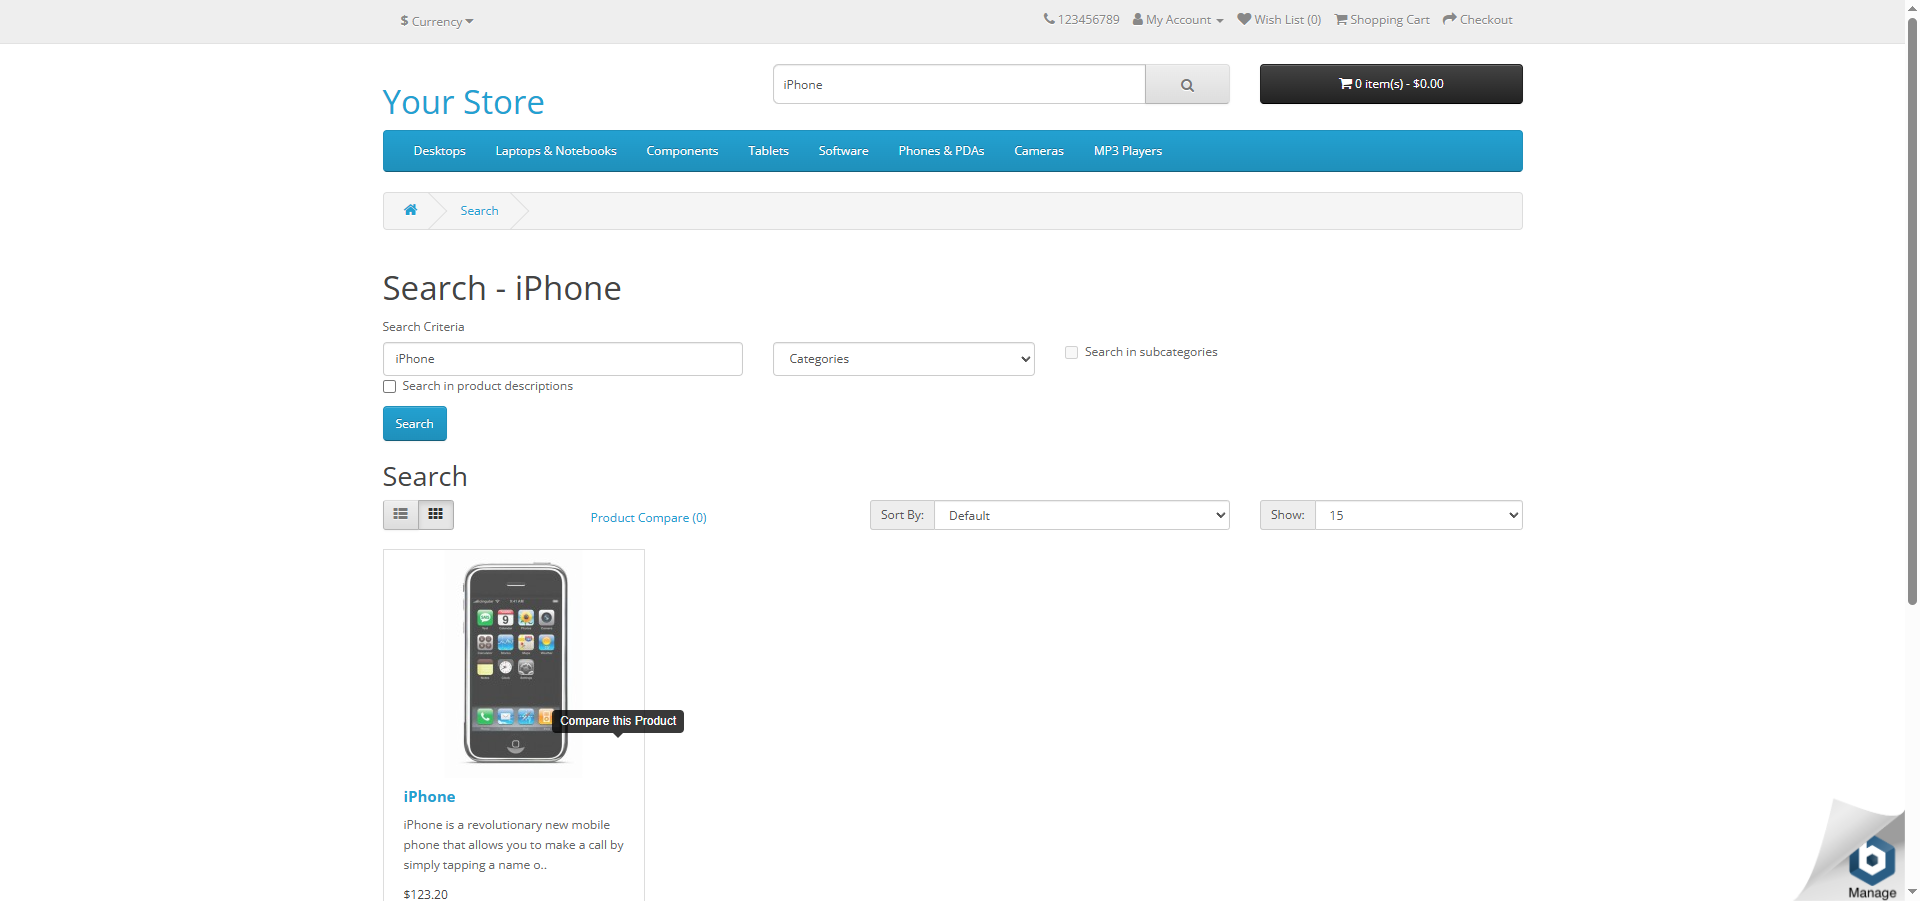 $ Currency
123456789 My Account Wish List (0) Shopping Cart Checkout
Your Store
iPhone
0 item(s) - $0.00
Desktops Laptops & Notebooks Components Tablets Software Phones & PDAs Cameras MP3 Players
Search
Search - iPhone
Search Criteria
iPhone
Categories
Search in subcategories
Search in product descriptions
Search
Search
Product Compare (0)
Sort By: Default
Show: 15
Compare this Product
iPhone
iPhone is a revolutionary new mobile
phone that allows you to make a call by
simply tapping a name o..
$123.20
Manage